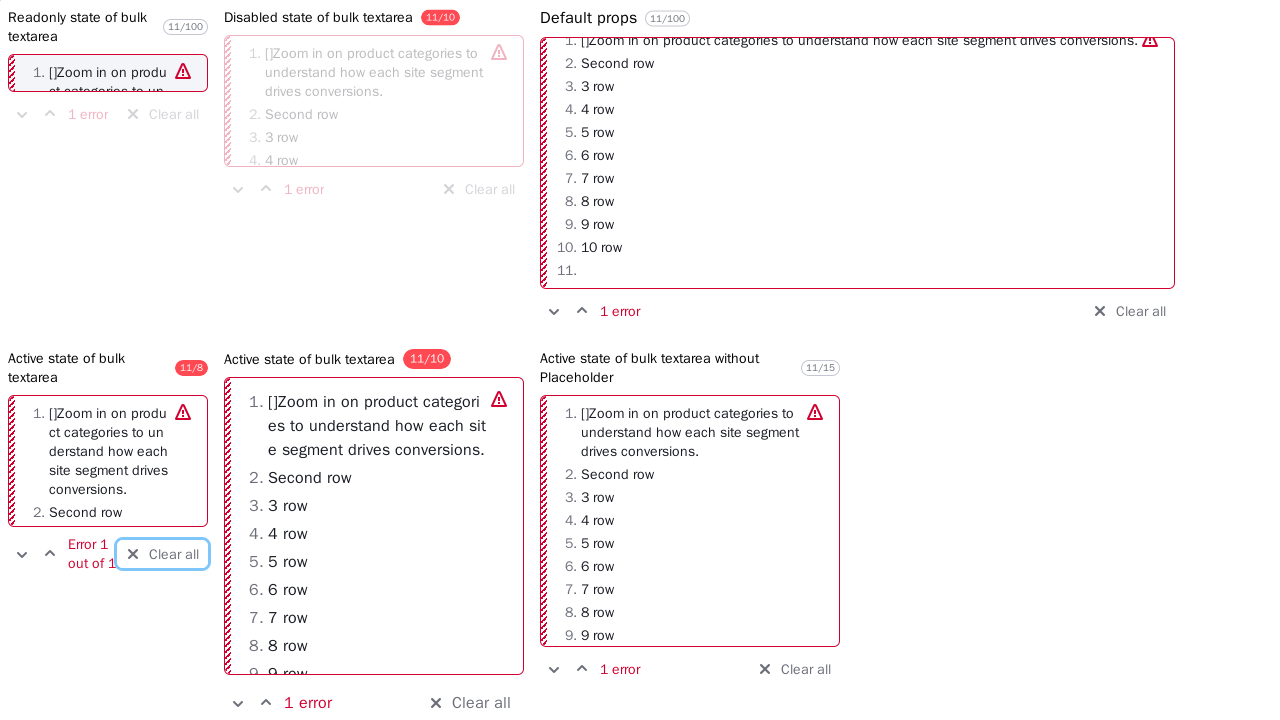 Readonly state of bulk
textarea
11/100
1. []Zoom in on produ
ct categories to un
1 error
Clear all
Disabled state of bulk textarea 11/10
1. []Zoom in on product categories to
understand how each site segment
drives conversions.
2. Second row
3. 3 row
4. 4 row
1 error
Clear all
Default props 11/100
1. []Zoom in on product categories to understand how each site segment drives conversions.
2. Second row
3. 3 row
4. 4 row
5. 5 row
6. 6 row
7. 7 row
8. 8 row
9. 9 row
10. 10 row
11.
1 error
Clear all
Active state of bulk
textarea
11/8
1. []Zoom in on produ
ct categories to un
derstand how each
site segment drives
conversions.
2. Second row
Error 1
out of 1
Clear all
Active state of bulk textarea 11/10
1. []Zoom in on product categori
es to understand how each sit
e segment drives conversions.
2. Second row
3. 3 row
4. 4 row
5. 5 row
6. 6 row
7. 7 row
8. 8 row
9. 9 row
1 error
Clear all
Active state of bulk textarea without
Placeholder
11/15
1. []Zoom in on product categories to
understand how each site segment
drives conversions.
2. Second row
3. 3 row
4. 4 row
5. 5 row
6. 6 row
7. 7 row
8. 8 row
9. 9 row
1 error
Clear all